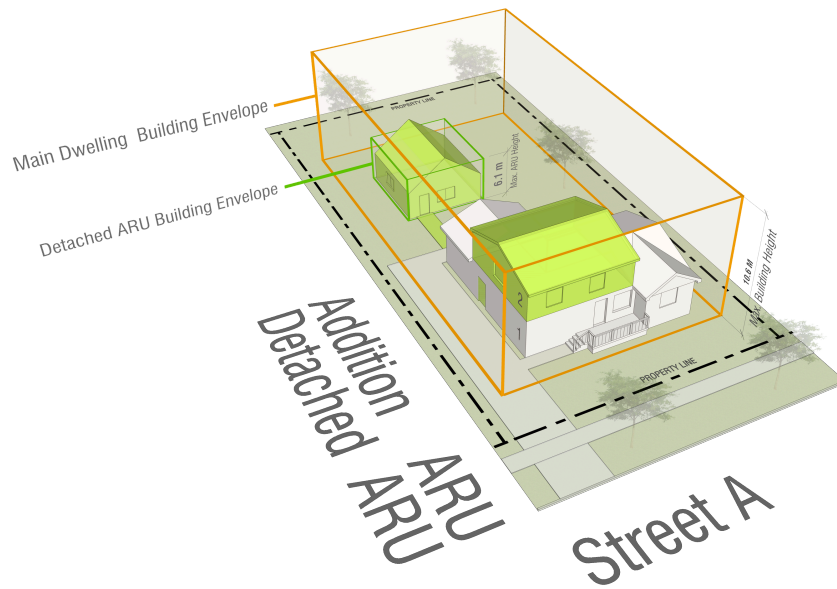 PROPERTY LINE
Main Dwelling Building Envelope
6.1 m
Max. ARU Height
Detached ARU Building Envelope
10.6 M
Max. Building Height
2
1
PROPERTY LINE
Addition ARU
Detached ARU
Street A